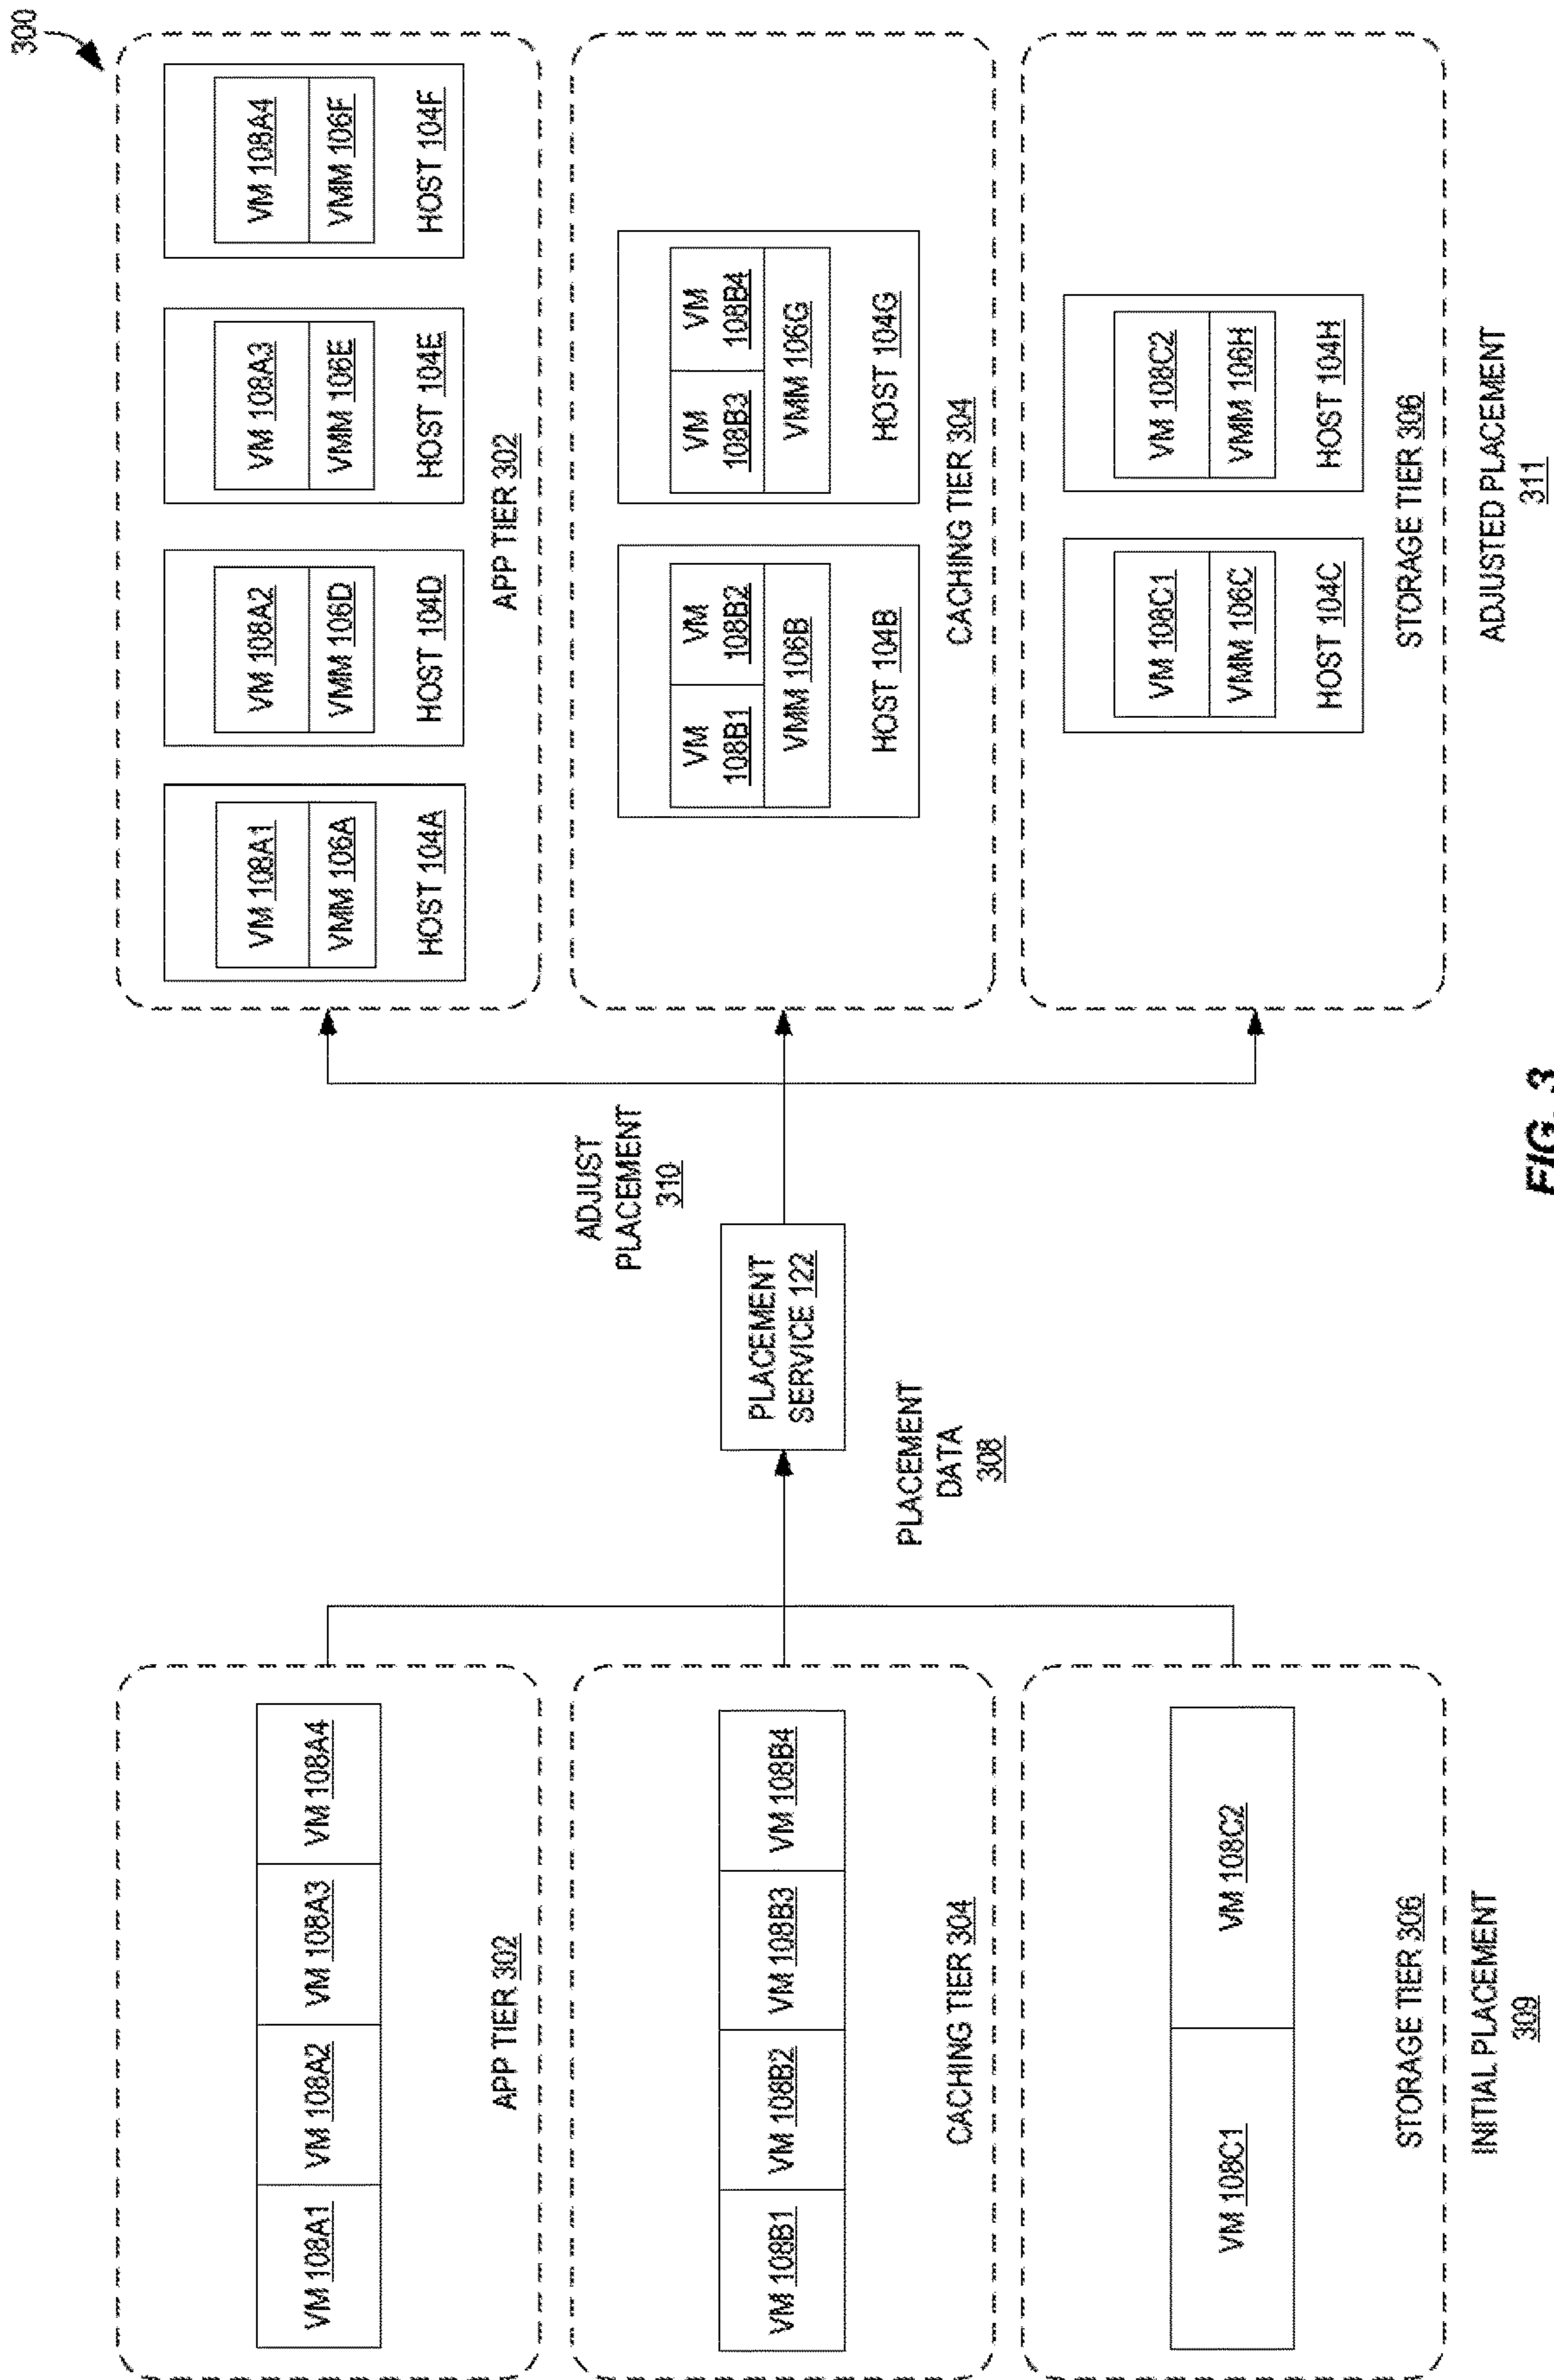 300
VM 108A1
VM 108A2
VM 108A3
VM 108A4
APP TIER 302
VM 108B1
VM 108B2
VM 108B3
VM 108B4
CACHING TIER 304
VM 108C1
VM 108C2
STORAGE TIER 306
INITIAL PLACEMENT
309
PLACEMENT
DATA
308
PLACEMENT
SERVICE 122
ADJUST
PLACEMENT
310
VM 108A1
VMM 106A
HOST 104A
VM 108A2
VMM 106D
HOST 104D
VM 108A3
VMM 106E
HOST 104E
VM 108A4
VMM 106F
HOST 104F
APP TIER 302
VM
108B1
VM
108B2
VMM 106B
HOST 104B
VM
108B3
VM
108B4
VMM 106G
HOST 104G
CACHING TIER 304
VM 108C1
VMM 106C
HOST 104C
VM 108C2
VMM 106H
HOST 104H
STORAGE TIER 306
ADJUSTED PLACEMENT
311
FIG. 3